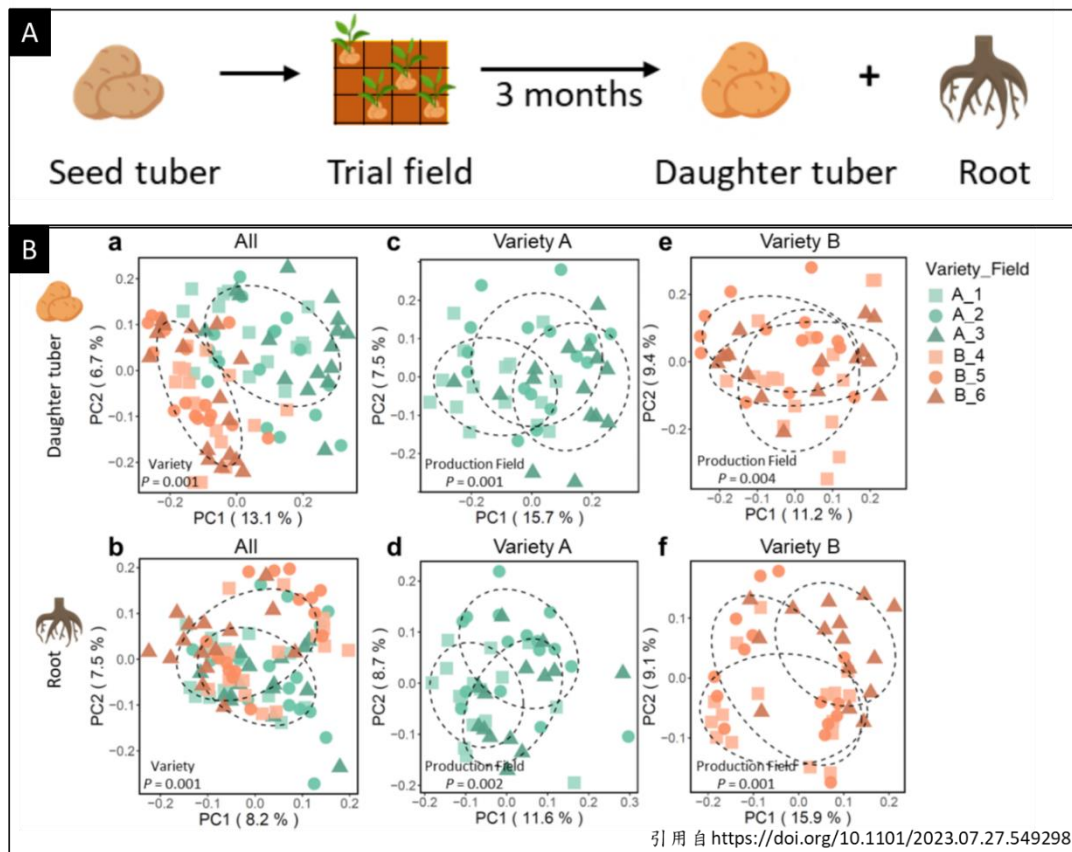 A
3 months
+
Seed tuber
Trial field
Daughter tuber
Root
B
a
All
c
Variety A
e
Variety B
Daughter tuber
PC2 ( 6.7 % )
0.2
0.1
0.0
−0.1
−0.2
Variety
P = 0.001
−0.2
0.0
0.2
PC1 ( 13.1 % )
PC2 ( 7.5 % )
0.2
0.1
0.0
−0.1
−0.2
Production Field
P = 0.001
−0.2
0.0
0.2
PC1 ( 15.7 % )
PC2 ( 9.4 % )
0.2
0.0
−0.2
Production Field
P = 0.004
−0.2
−0.1
0.0
0.1
0.2
PC1 ( 11.2 % )
Variety_Field
A_1
A_2
A_3
B_4
B_5
B_6
b
All
d
Variety A
f
Variety B
Root
PC2 ( 7.5 % )
0.2
0.1
0.0
−0.1
−0.2
Variety
P = 0.001
−0.2
−0.1
0.0
0.1
0.2
PC1 ( 8.2 % )
PC2 ( 8.7 % )
0.2
0.1
0.0
−0.1
−0.2
Production Field
P = 0.002
−0.2
−0.1
0.0
0.1
0.2
0.3
PC1 ( 11.6 % )
PC2 ( 9.1 % )
0.2
0.1
0.0
−0.1
Production Field
P = 0.001
−0.2
−0.1
0.0
0.1
0.2
PC1 ( 15.9 % )
引用自https://doi.org/10.1101/2023.07.27.549298